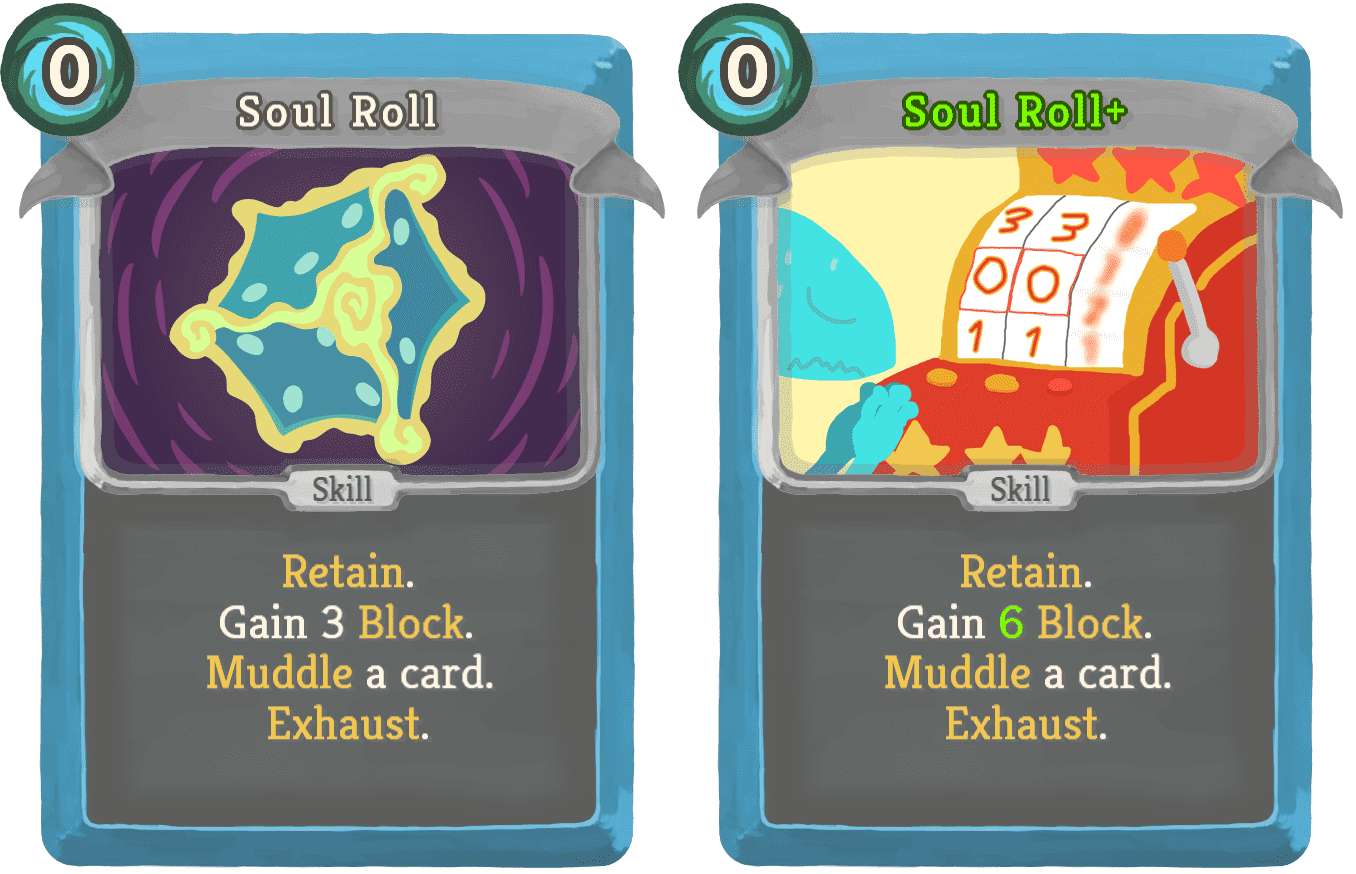 0
Soul Roll
Skill
Retain.
Gain 3 Block.
Muddle a card.
Exhaust.
0
Soul Roll+
3 3
0 0
1 1
Skill
Retain.
Gain 6 Block.
Muddle a card.
Exhaust.